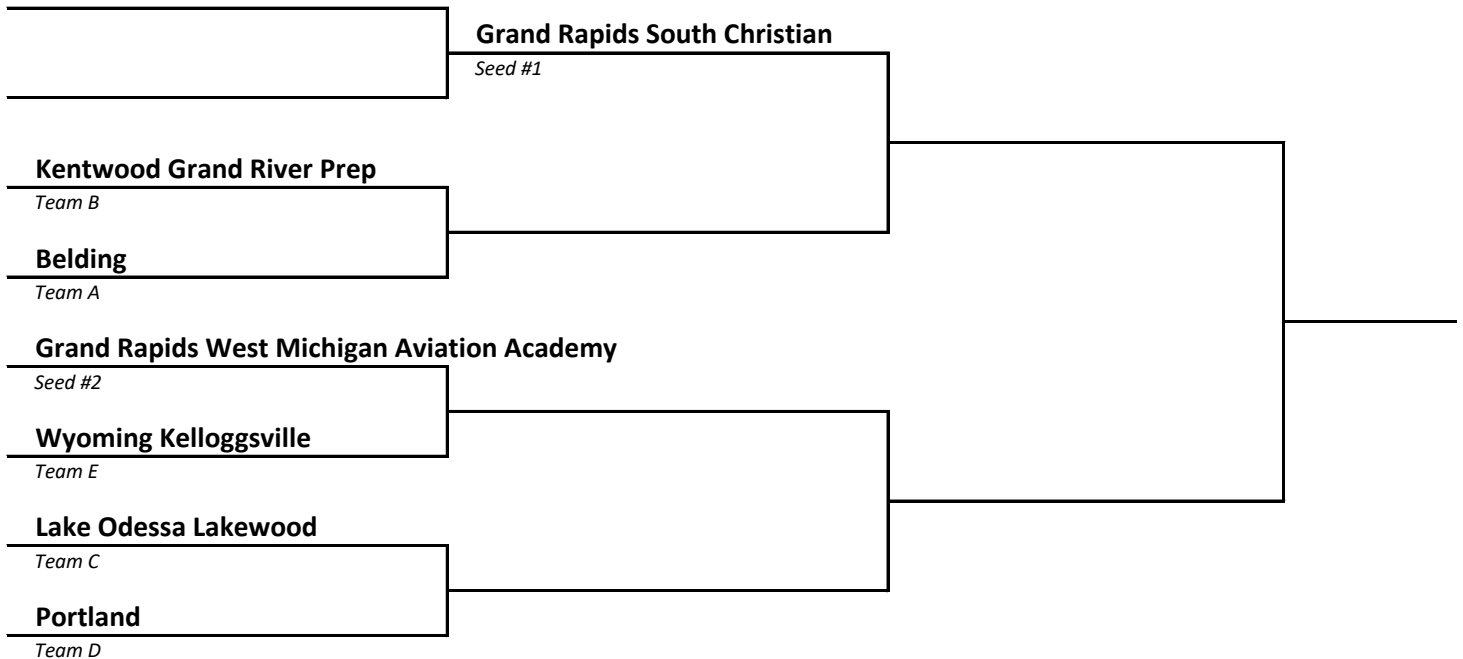 Grand Rapids South Christian
Seed #1
Kentwood Grand River Prep
Team B
Belding
Team A
Grand Rapids West Michigan Aviation Academy
Seed #2
Wyoming Kelloggsville
Team E
Lake Odessa Lakewood
Team C
Portland
Team D